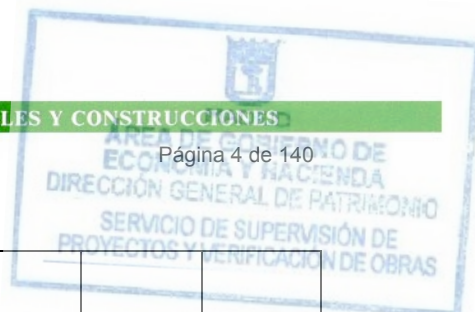 LES Y CONSTRUCCIONES
ÁREA DE GOBIERNO DE
ECONOMÍA Y HACIENDA
Página 4 de 140
DIRECCIÓN GENERAL DE PATRIMONIO
SERVICIO DE SUPERVISIÓN DE
PROYECTOS Y VERIFICACIÓN DE OBRAS